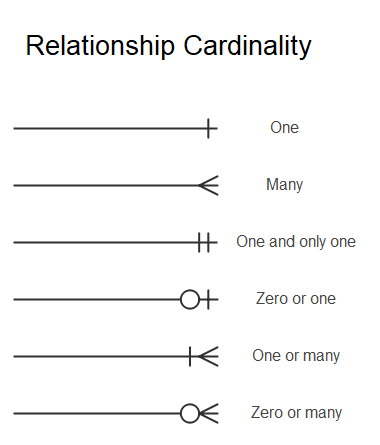 Relationship Cardinality
One
Many
One and only one
Zero or one
One or many
Zero or many